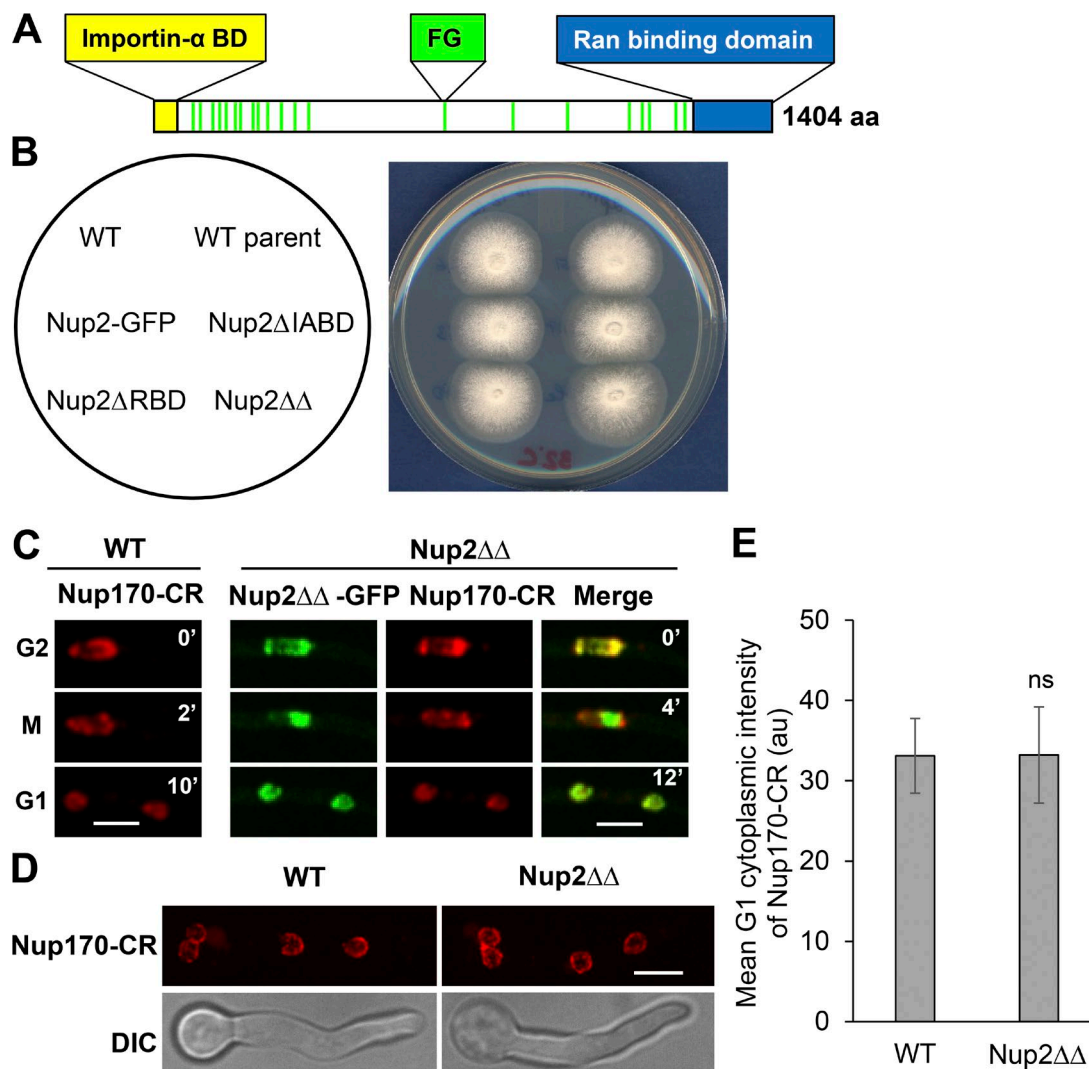 A
Importin-α BD
FG
Ran binding domain
1404 aa
B
WT WT parent
Nup2-GFP Nup2ΔIABD
Nup2ΔRBD Nup2ΔΔ
32°C
C
WT Nup2ΔΔ
Nup170-CR Nup2ΔΔ -GFP Nup170-CR Merge
G2 0’ 0’
M 2’ 4’
G1 10’ 12’
D
WT Nup2ΔΔ
Nup170-CR
DIC
E
Mean G1 cytoplasmic intensity
of Nup170-CR (au)
50
40
30
20
10
0
ns
WT Nup2ΔΔ